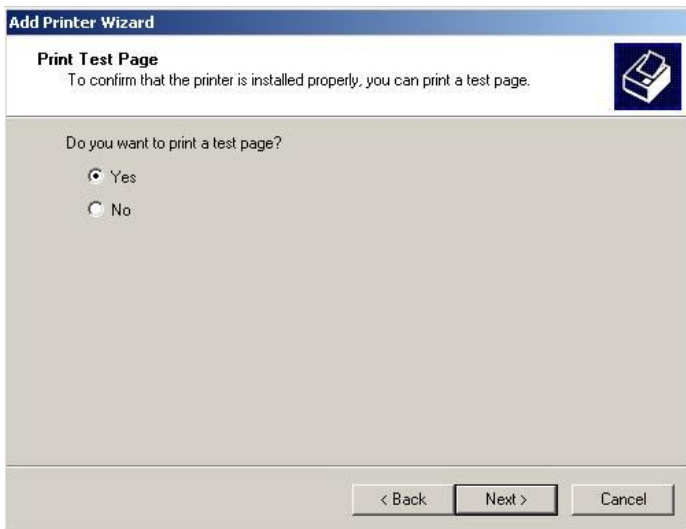 Add Printer Wizard
Print Test Page
To confirm that the printer is installed properly, you can print a test page.
Do you want to print a test page?
Yes
No
< Back Next > Cancel